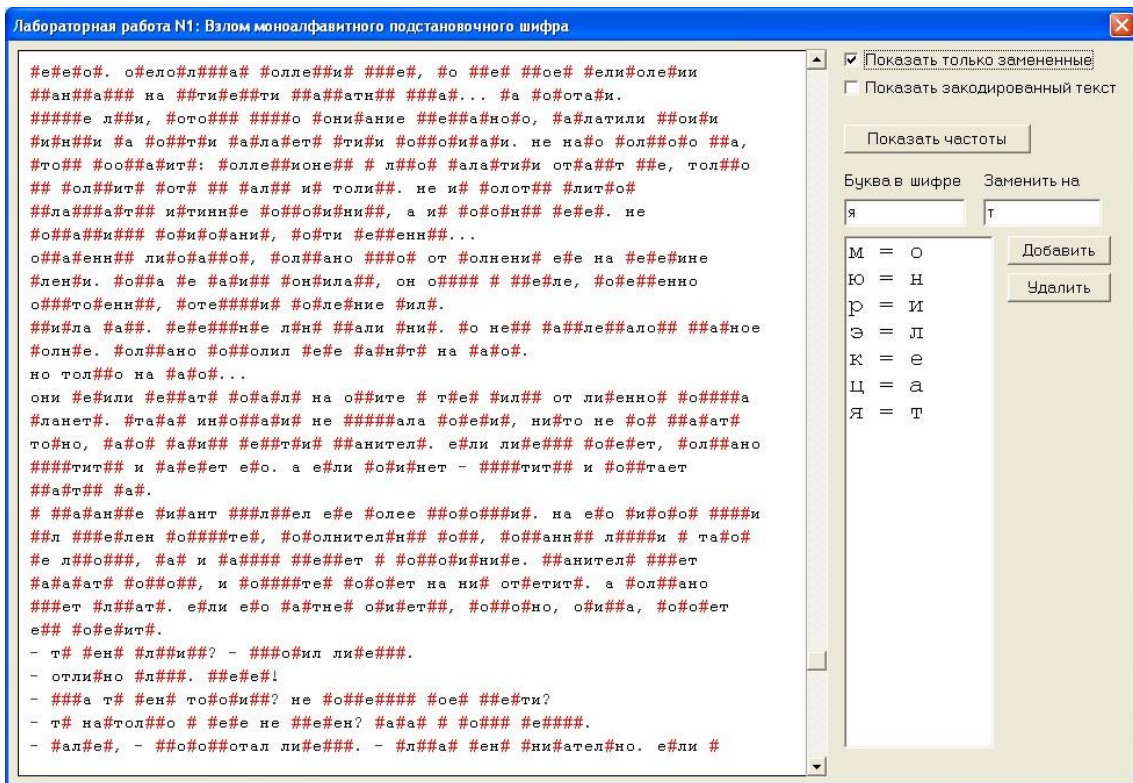 Лабораторная работа N1: Взлом моноалфавитного подстановочного шифра
#е#е#о#. о#ело#л###а# #олле##и# ###е#, #о ##е# #вое# #ели#оле#ии
##ан##а### на ##ти#е##ти ##а##атн## ###а#... #а #о#ота#и.
#####е л##и, #ото### ####о #они#ание ##е##а#но#о, #а#латили ##ои#и
#и#н##и #а #о##т#и #а#ла#ет# #ти#и #о##о#и#а#и. не на#о #ол##о#о ##а,
#то## #оо##а#ит#: #олле##ионе## # л##о# #ала#ти#и от#а##т ##е, тол##о
## #ол##ит# #от# ## #ал## и# толи##. не и# #олот## #лит#о#
##ла###а#т## и#тинн#е #о##о#и#ни##, а и# #о#о#н## #е#е#. не
#о##а##и### #о#и#о#ани#, #о#ти #е##енн##...
о##а#енн## ли#о#а##о#, #ол##ано ###о# от #олнени# е#е на #е#е#ине
#лен#и. #о##а #е #а#и## #он#ила##, он о#### # ##е#ле, #о#е##енно
о###то#енн##, #оте####и# #о#ле#ние #ил#.
##и#ла #а##. #е#е###н#е л#н# ##али #ни#. #о не## #а##ле##ало## ##а#ное
#олн#е. #ол##ано #о##олил #е#е #а#н#т# на #а#о#.
но тол##о на #а#о#...
они #е#или #е##ат# #о#а#л# на о##ите # т#е# #ил## от ли#енно# #о####а
#ланет#. #та#а# ин#о##а#и# не #####ала #о#е#и#, ни#то не #о# ##а#ат#
то#но, #а#о# #а#и## #е##т#и# ##анител#. е#ли ли#е### #о#е#ет, #ол##ано
####тит## и #а#е#ет е#о. а е#ли #о#и#нет - ####тит## и #о##тает
##а#т## #а#.
# ##а#ан##е #и#ант ###л##ел е#е #олее ##о#о###и#. на е#о #и#о#о# ####и
##л ###е#лен #о####те#, #о#олнител#н## #о##, #о##анн## л####и # та#о#
#е л##о###, #а# и #а#### ##е##ет # #о##о#и#ни#е. ##анител# ###ет
#а#а#ат# #о##о##, и #о####те# #о#о#ет на ни# от#етит#. а #ол##ано
###ет #л##ат#. е#ли е#о #а#тне# о#и#ет##, #о##о#но, о#и##а, #о#о#ет
е## #о#е#ит#.
- т# #ен# #л##и##? - ###о#ил ли#е###.
- отли#но #л###. ##е#е#!
- ###а т# #ен# то#о#и##? не #о##е#### #ое# ##е#ти?
- т# на#тол##о # #е#е не ##е#ен? #а#а# # #о### #е####.
- #ал#е#, - ##о#о##отал ли#е###. - #л##а# #ен# #ни#ател#но. е#ли #
Показать только замененные
Показать закодированный текст
Показать частоты
Буква в шифре Заменить на
я т
м = о
ю = н
р = и
э = л
к = е
ц = а
я = т
Добавить
Удалить